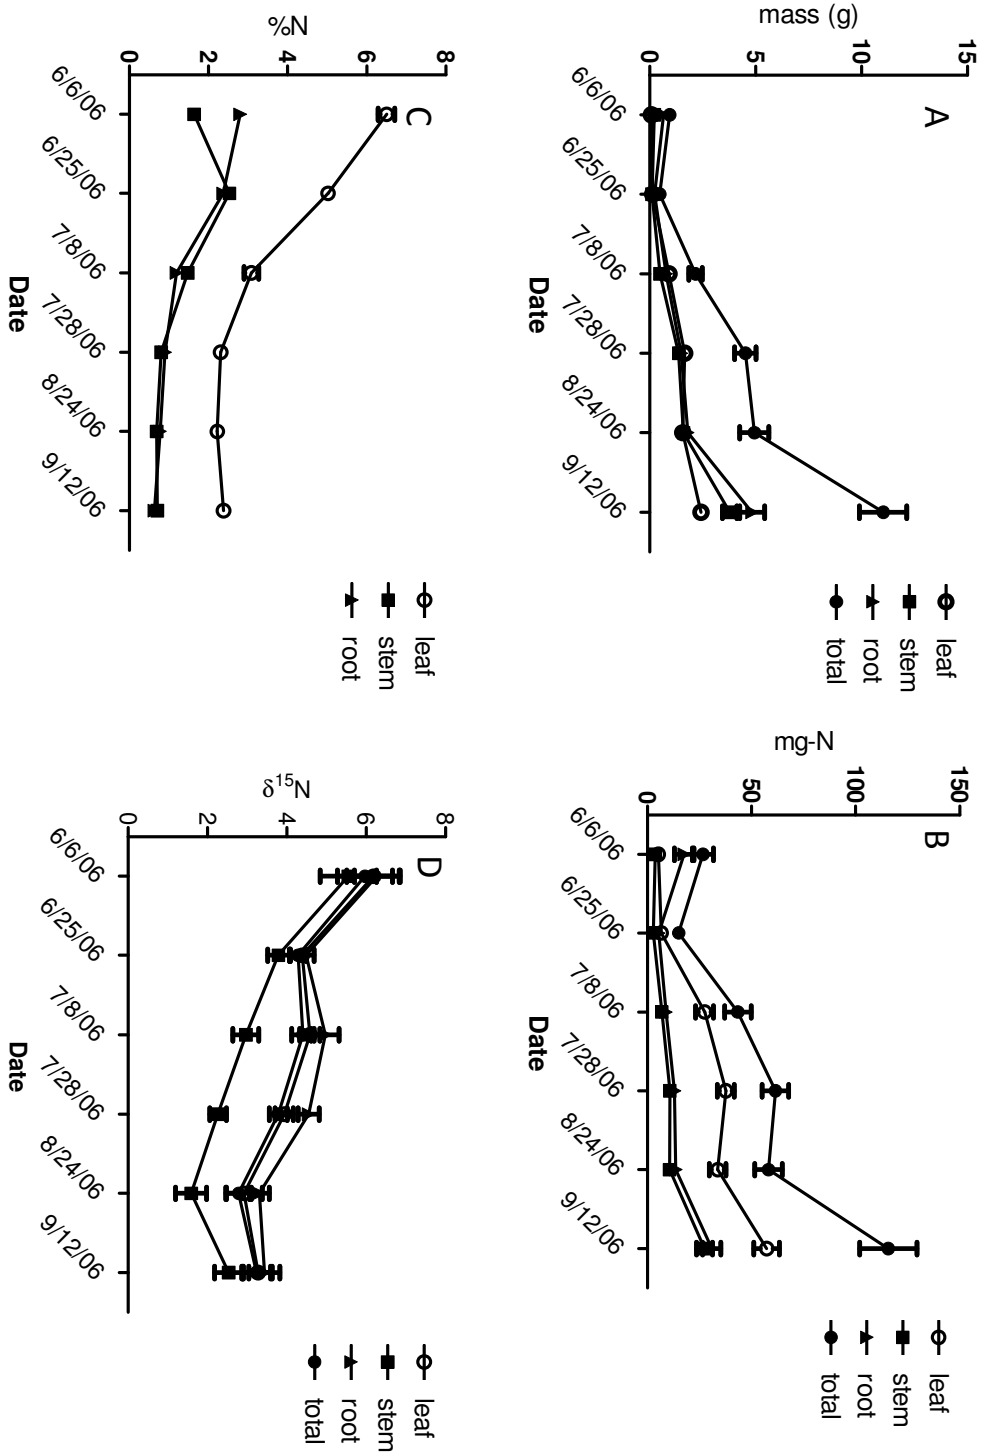 A
mass (g)
15
10
5
0
6/6/06
6/25/06
7/8/06
7/28/06
8/24/06
9/12/06
Date
leaf
stem
root
total
B
mg-N
150
100
50
0
6/6/06
6/25/06
7/8/06
7/28/06
8/24/06
9/12/06
Date
leaf
stem
root
total
C
%N
8
6
4
2
0
6/6/06
6/25/06
7/8/06
7/28/06
8/24/06
9/12/06
Date
leaf
stem
root
D
δ¹⁵N
8
6
4
2
0
6/6/06
6/25/06
7/8/06
7/28/06
8/24/06
9/12/06
Date
leaf
stem
root
total